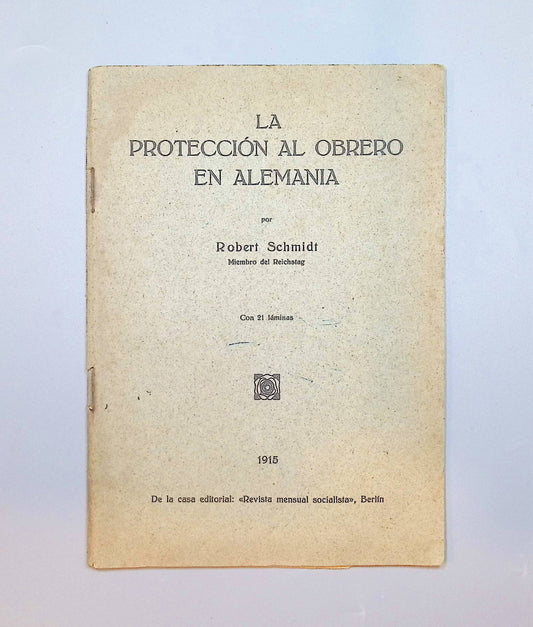 LA
PROTECCIÓN AL OBRERO
EN ALEMANIA
por
Robert Schmidt
Miembro del Reichstag
Con 21 láminas
1915
De la casa editorial: «Revista mensual socialista», Berlín